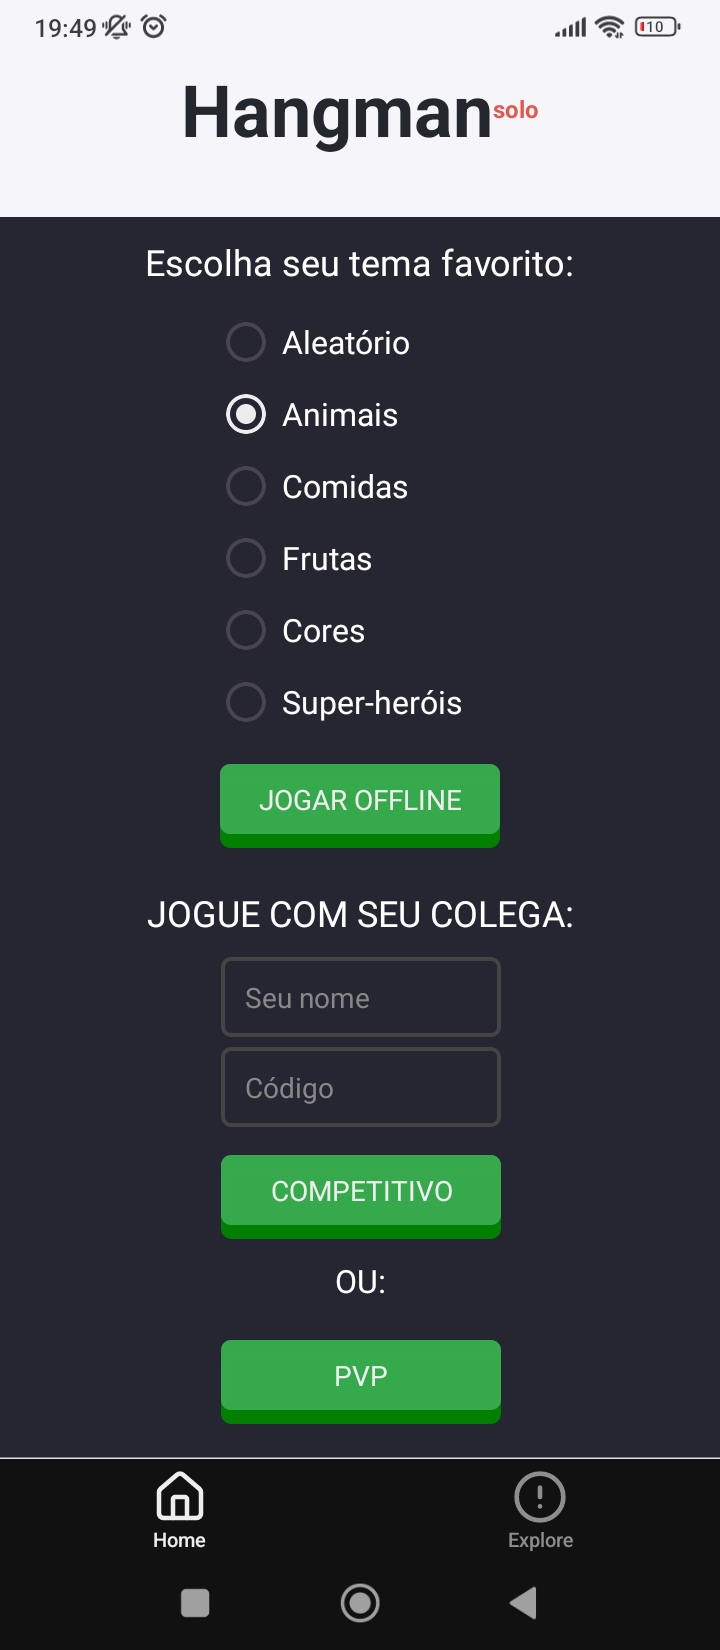 19:49
10
Hangman solo
Escolha seu tema favorito:
Aleatório
Animais
Comidas
Frutas
Cores
Super-heróis
JOGAR OFFLINE
JOGUE COM SEU COLEGA:
Seu nome
Código
COMPETITIVO
OU:
PVP
Home
Explore